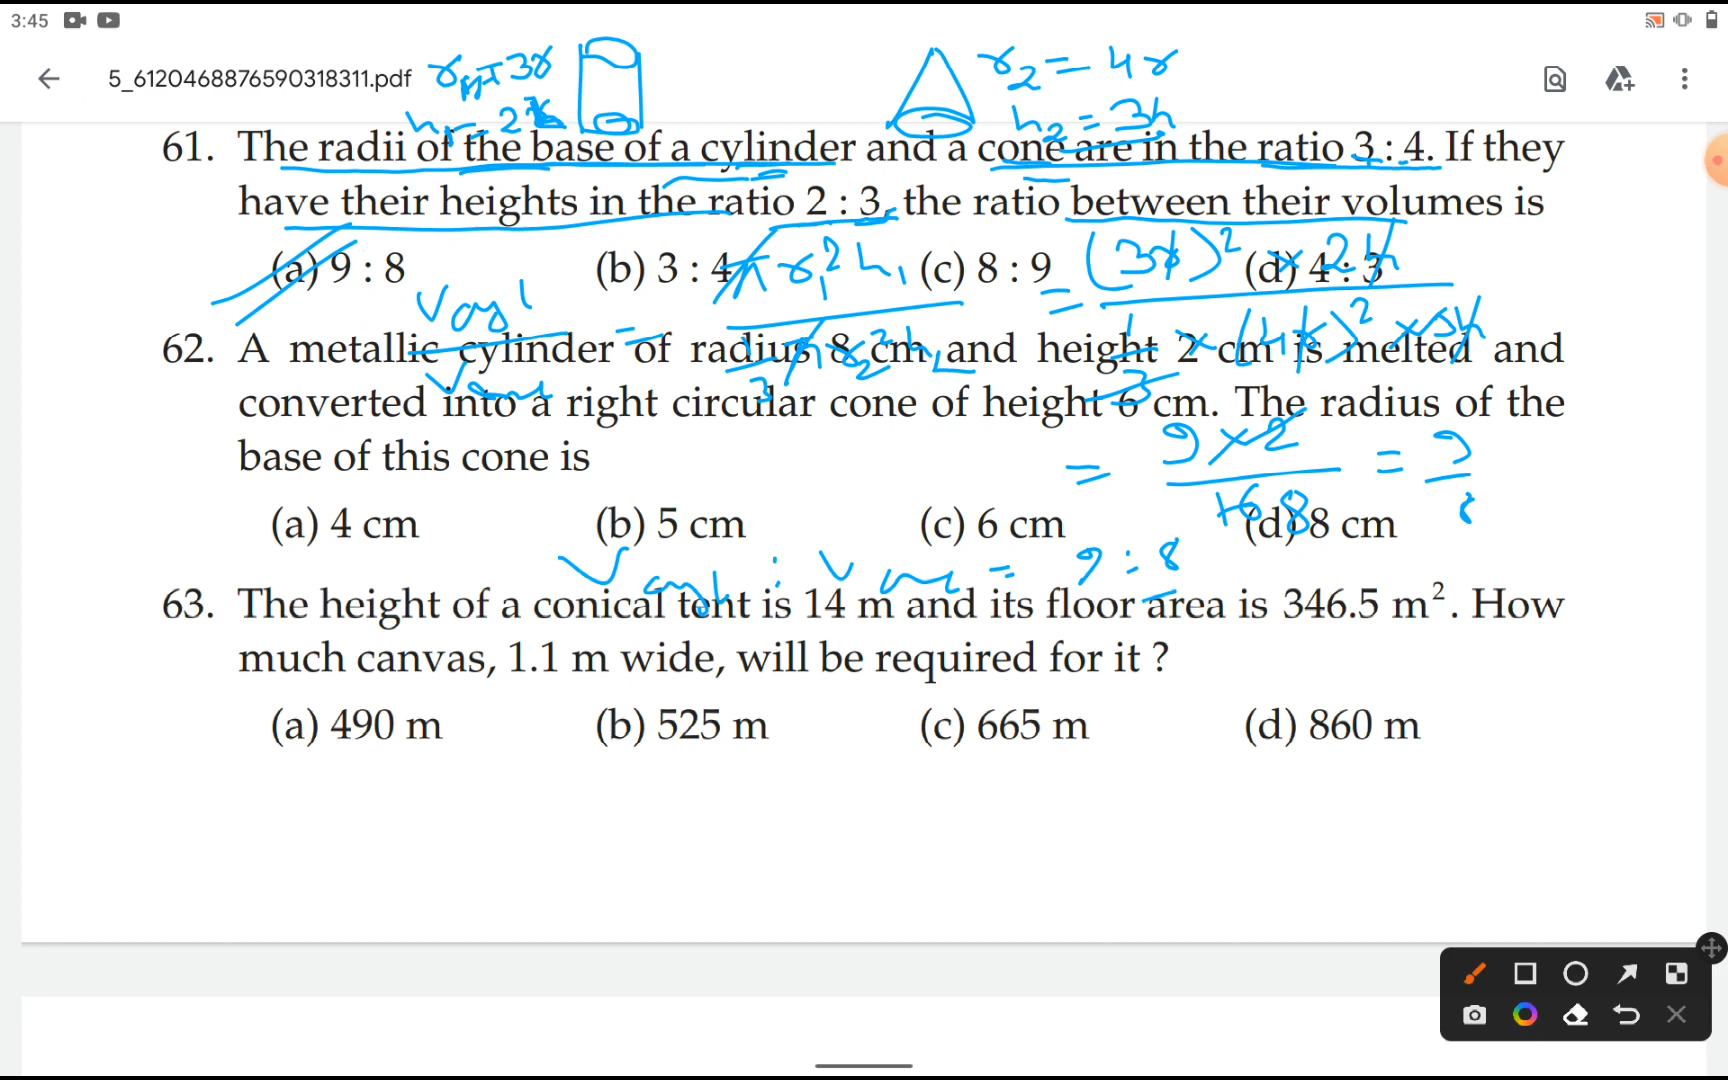 3:45
5_6120468876590318311.pdf
r₂ = 4r
h₂ = 3h
61. The radii of the base of a cylinder and a cone are in the ratio 3 : 4. If they
have their heights in the ratio 2 : 3, the ratio between their volumes is
(a) 9 : 8 (b) 3 : 4 (c) 8 : 9 (d) 4 : 3
62. A metallic cylinder of radius 8 cm and height 2 cm is melted and
converted into a right circular cone of height 6 cm. The radius of the
base of this cone is
= 9 × 2 / 16 8 = 9 / 8
(a) 4 cm (b) 5 cm (c) 6 cm (d) 8 cm
= 9 : 8
63. The height of a conical tent is 14 m and its floor area is 346.5 m². How
much canvas, 1.1 m wide, will be required for it ?
(a) 490 m (b) 525 m (c) 665 m (d) 860 m